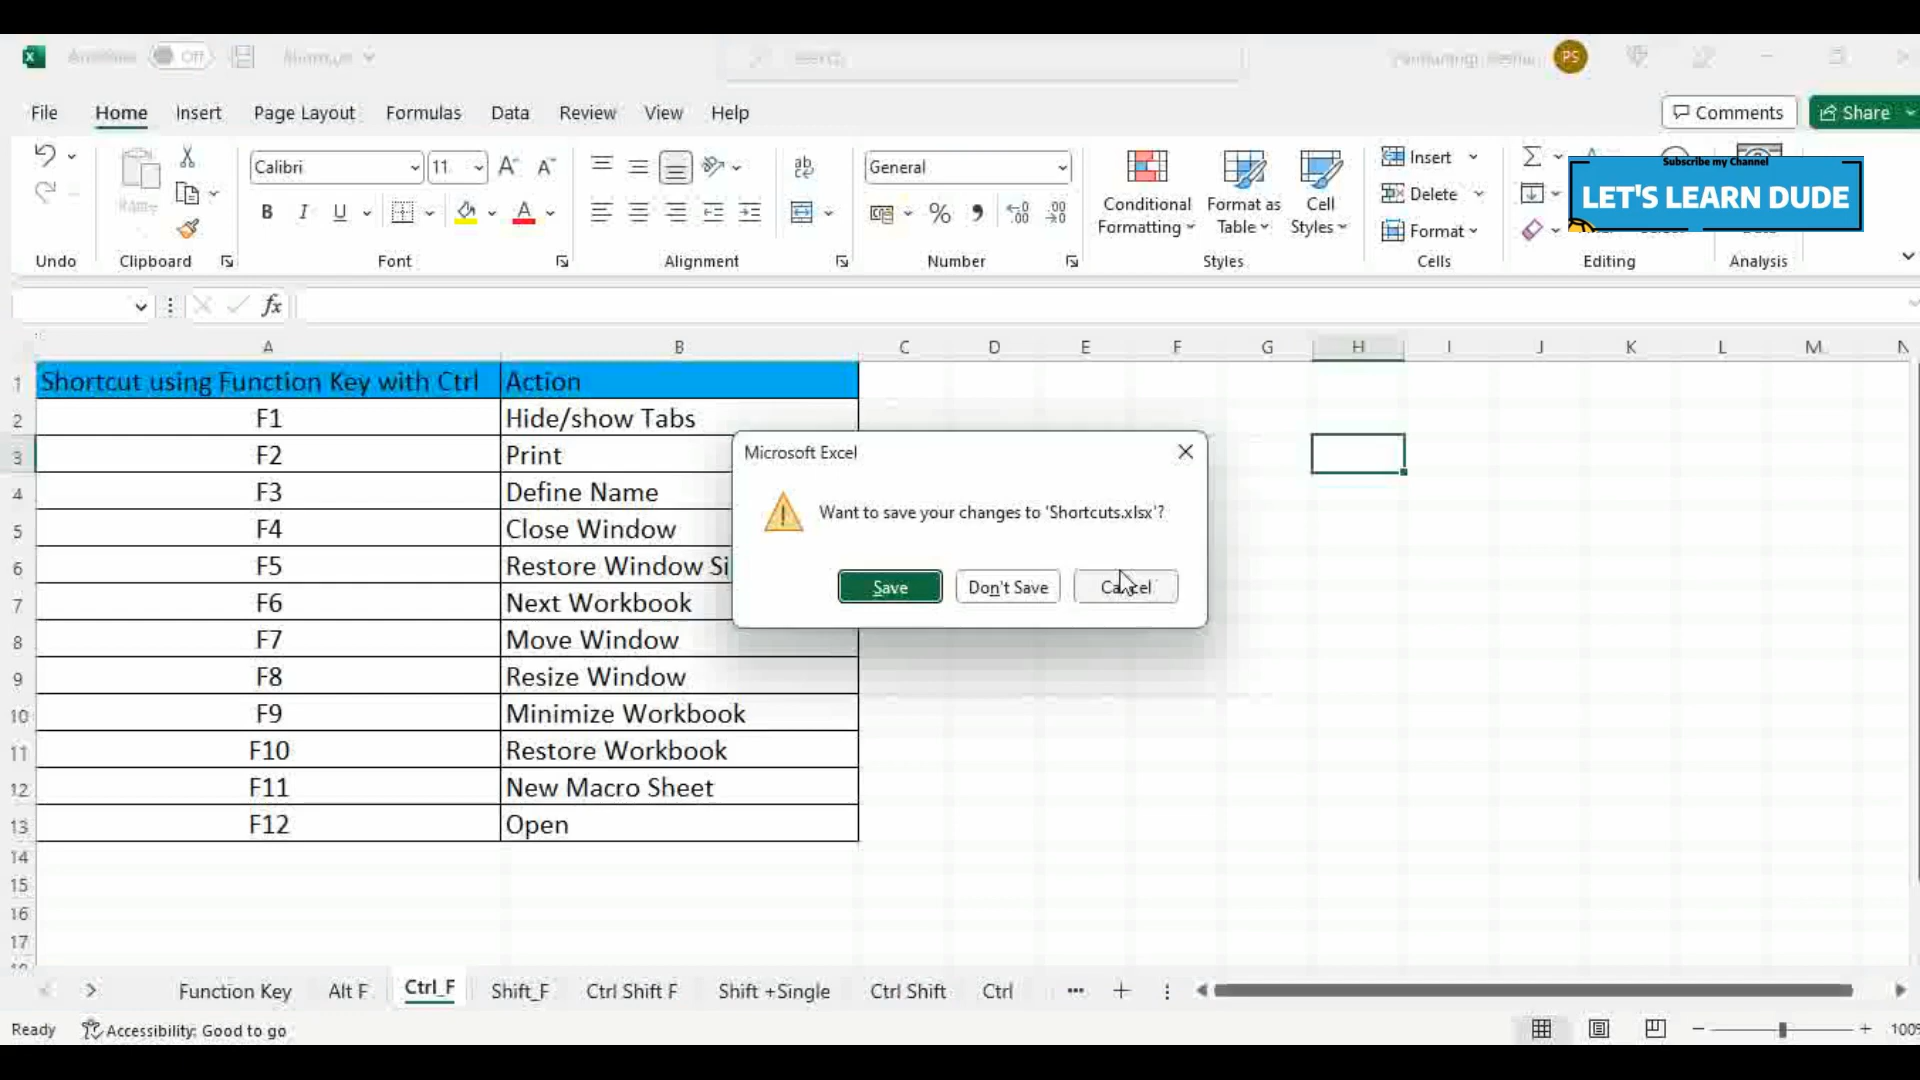 Off
PS
File Home Insert Page Layout Formulas Data Review View Help
Comments Share
Calibri 11
General
Insert
Delete
Format
Conditional Formatting
Format as Table
Cell Styles
Subscribe my Channel
LET'S LEARN DUDE
Undo Clipboard Font Alignment Number Styles Cells Editing Analysis
fx
A B C D E F G H I J K L M N
1 Shortcut using Function Key with Ctrl Action
2 F1 Hide/show Tabs
3 F2 Print
4 F3 Define Name
5 F4 Close Window
6 F5 Restore Window Si
7 F6 Next Workbook
8 F7 Move Window
9 F8 Resize Window
10 F9 Minimize Workbook
11 F10 Restore Workbook
12 F11 New Macro Sheet
13 F12 Open
14
15
16
17
Microsoft Excel
Want to save your changes to 'Shortcuts.xlsx'?
Save Don't Save Cancel
Function Key Alt F Ctrl_F Shift_F Ctrl Shift F Shift +Single Ctrl Shift Ctrl
Ready Accessibility: Good to go
100%